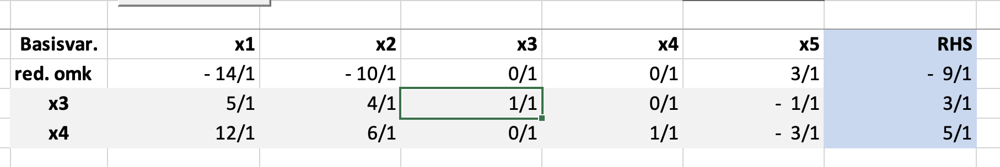 Basisvar. x1 x2 x3 x4 x5 RHS
red. omk - 14/1 - 10/1 0/1 0/1 3/1 - 9/1
x3 5/1 4/1 1/1 0/1 - 1/1 3/1
x4 12/1 6/1 0/1 1/1 - 3/1 5/1